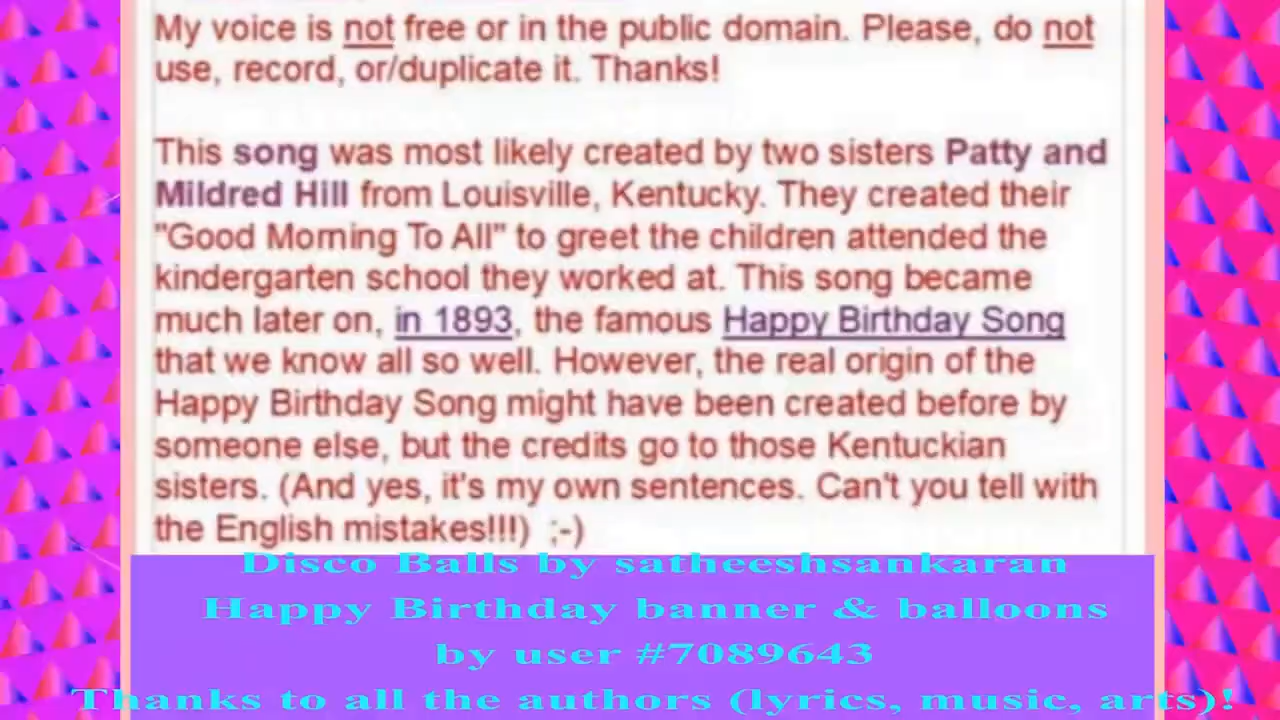 My voice is not free or in the public domain. Please, do not
use, record, or/duplicate it. Thanks!
This song was most likely created by two sisters Patty and
Mildred Hill from Louisville, Kentucky. They created their
"Good Morning To All" to greet the children attended the
kindergarten school they worked at. This song became
much later on, in 1893, the famous Happy Birthday Song
that we know all so well. However, the real origin of the
Happy Birthday Song might have been created before by
someone else, but the credits go to those Kentuckian
sisters. (And yes, it's my own sentences. Can't you tell with
the English mistakes!!!) ;-)
Disco Balls by satheeshsankaran
Happy Birthday banner & balloons
by user #7089643
Thanks to all the authors (lyrics, music, arts)!